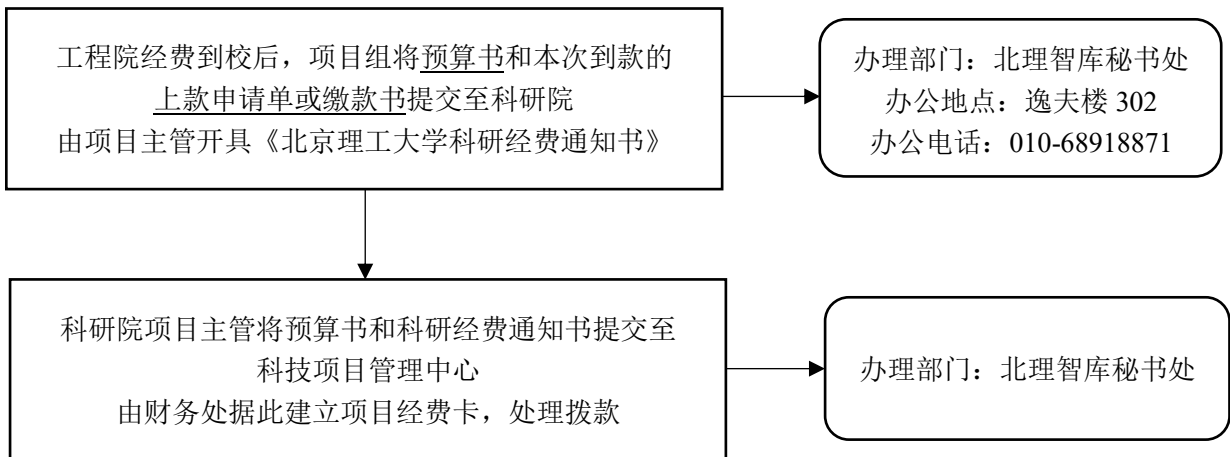 工程院经费到校后，项目组将预算书和本次到款的
上款申请单或缴款书提交至科研院
由项目主管开具《北京理工大学科研经费通知书》
办理部门：北理智库秘书处
办公地点：逸夫楼 302
办公电话：010-68918871
科研院项目主管将预算书和科研经费通知书提交至
科技项目管理中心
由财务处据此建立项目经费卡，处理拨款
办理部门：北理智库秘书处